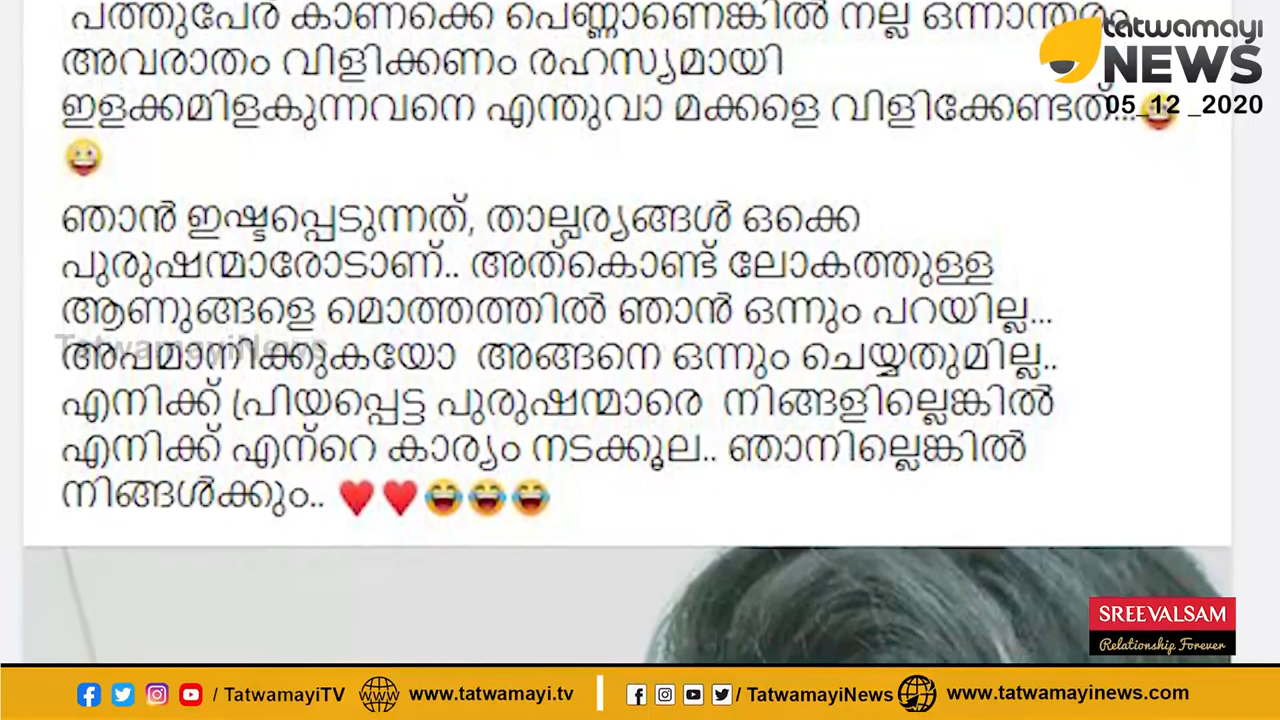 പത്തുപേര് കാണക്കെ പെണ്ണാണെങ്കിൽ നല്ല ഒന്നാന്തരം
അവരാതം വിളിക്കണം രഹസ്യമായി
ഇളക്കമിളകുന്നവനെ എന്തുവാ മക്കളെ വിളിക്കേണ്ടത്...😀
😀
ഞാൻ ഇഷ്ടപ്പെടുന്നത്, താല്പര്യങ്ങൾ ഒക്കെ
പുരുഷന്മാരോടാണ്.. അത്കൊണ്ട് ലോകത്തുള്ള
ആണുങ്ങളെ മൊത്തത്തിൽ ഞാൻ ഒന്നും പറയില്ല...
അപമാനിക്കുകയോ അങ്ങനെ ഒന്നും ചെയ്യതുമില്ല..
എനിക്ക് പ്രിയപ്പെട്ട പുരുഷന്മാരെ നിങ്ങളില്ലെങ്കിൽ
എനിക്ക് എന്റെ കാര്യം നടക്കൂല.. ഞാനില്ലെങ്കിൽ
നിങ്ങൾക്കും.. ♥♥😂😂😂
tatwamayi
NEWS
05_12 _2020
TatwamayiNews
SREEVALSAM
Relationship Forever
/ TatwamayiTV www.tatwamayi.tv | / TatwamayiNews www.tatwamayinews.com